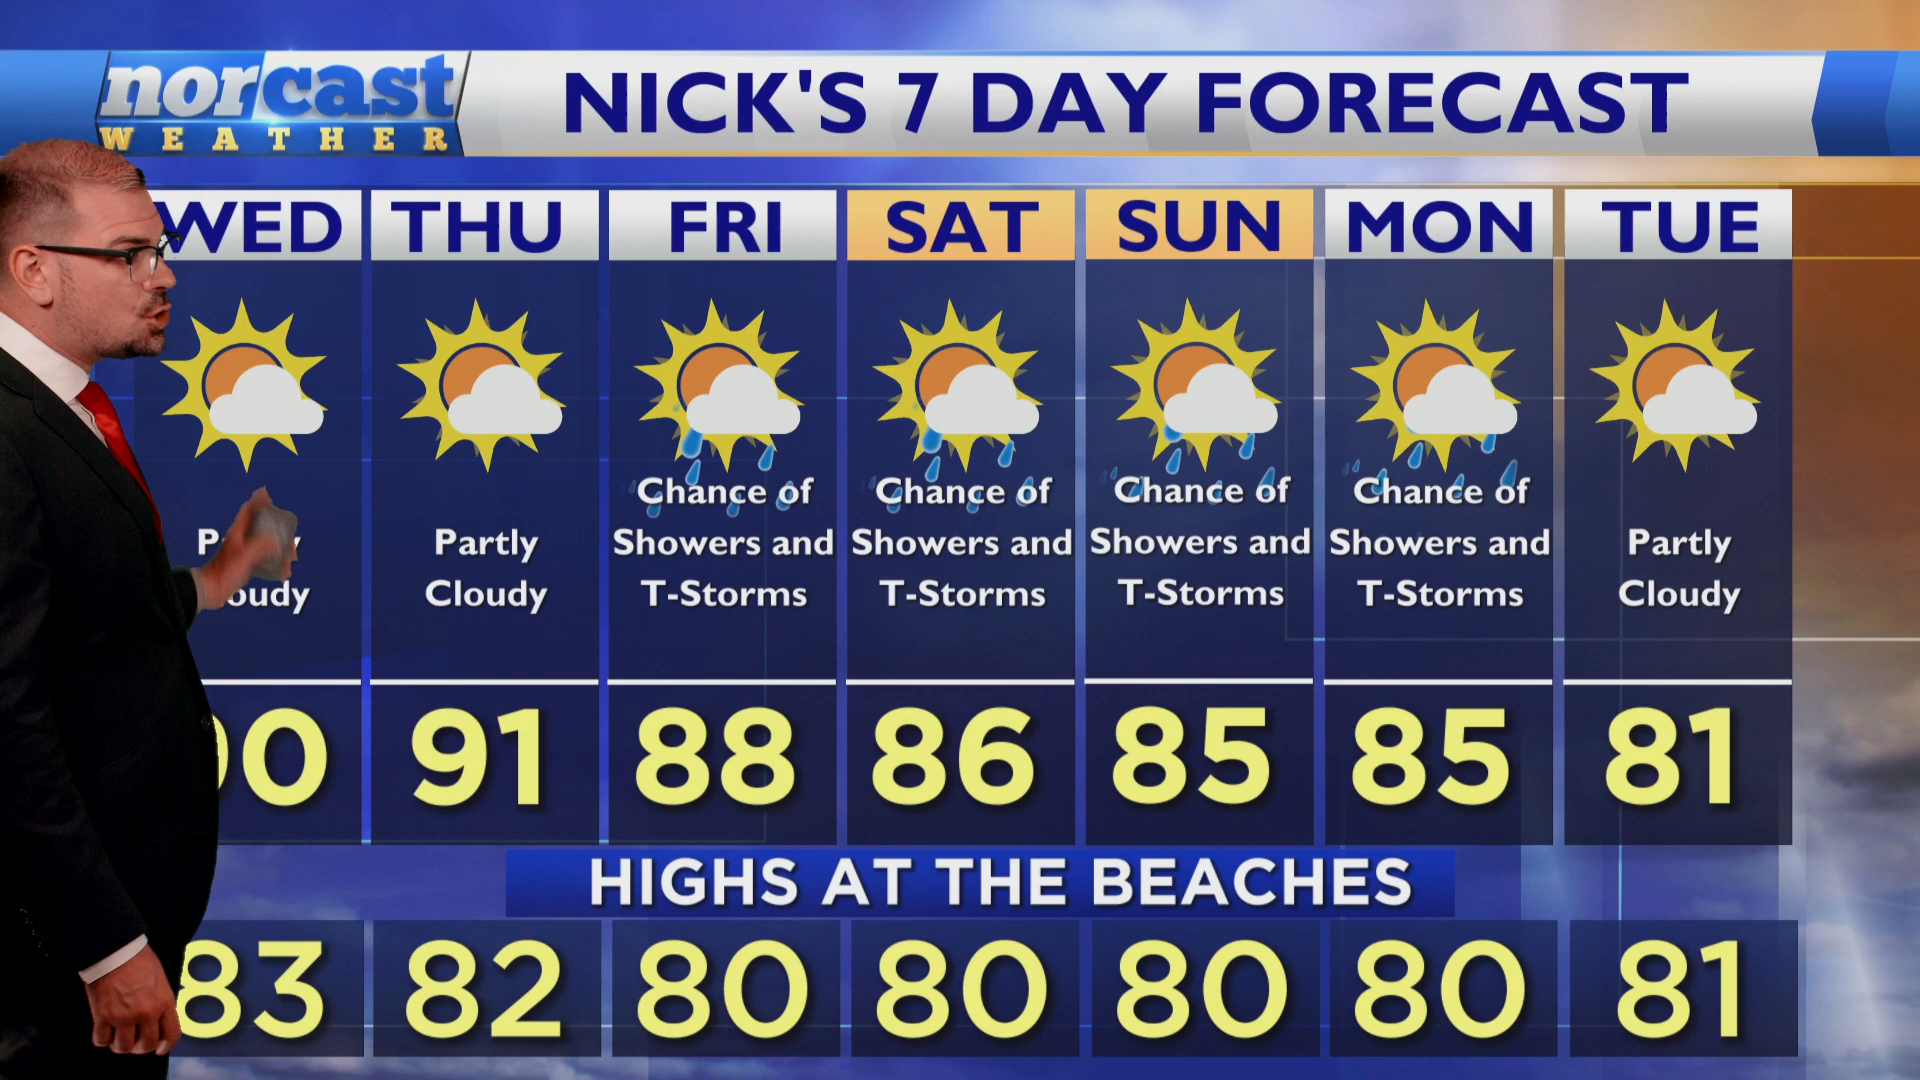 norcast
WEATHER
NICK'S 7 DAY FORECAST
WED THU FRI SAT SUN MON TUE
Chance of Chance of Chance of Chance of
Partly Showers and Showers and Showers and Showers and Partly
Cloudy T-Storms T-Storms T-Storms T-Storms Cloudy
91 88 86 85 85 81
HIGHS AT THE BEACHES
83 82 80 80 80 80 81